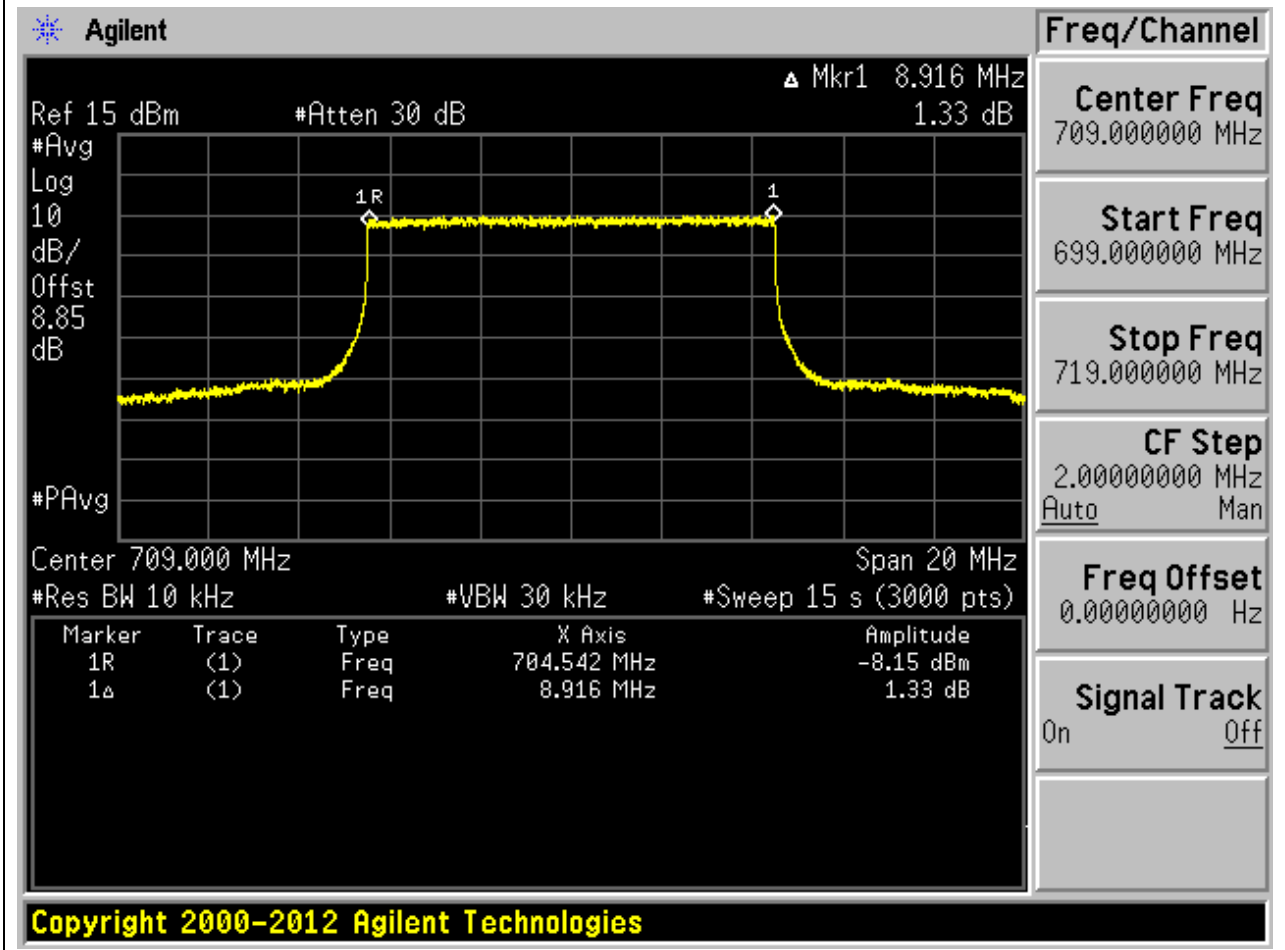 Agilent
Freq/Channel
Δ Mkr1 8.916 MHz
Ref 15 dBm #Atten 30 dB 1.33 dB
#Avg
Log
10
dB/
Offst
8.85
dB
1R
1
#PAvg
Center 709.000 MHz Span 20 MHz
#Res BW 10 kHz #VBW 30 kHz #Sweep 15 s (3000 pts)
Marker Trace Type X Axis Amplitude
1R (1) Freq 704.542 MHz -8.15 dBm
1Δ (1) Freq 8.916 MHz 1.33 dB
Center Freq
709.000000 MHz
Start Freq
699.000000 MHz
Stop Freq
719.000000 MHz
CF Step
2.00000000 MHz
Auto Man
Freq Offset
0.00000000 Hz
Signal Track
On Off
Copyright 2000-2012 Agilent Technologies